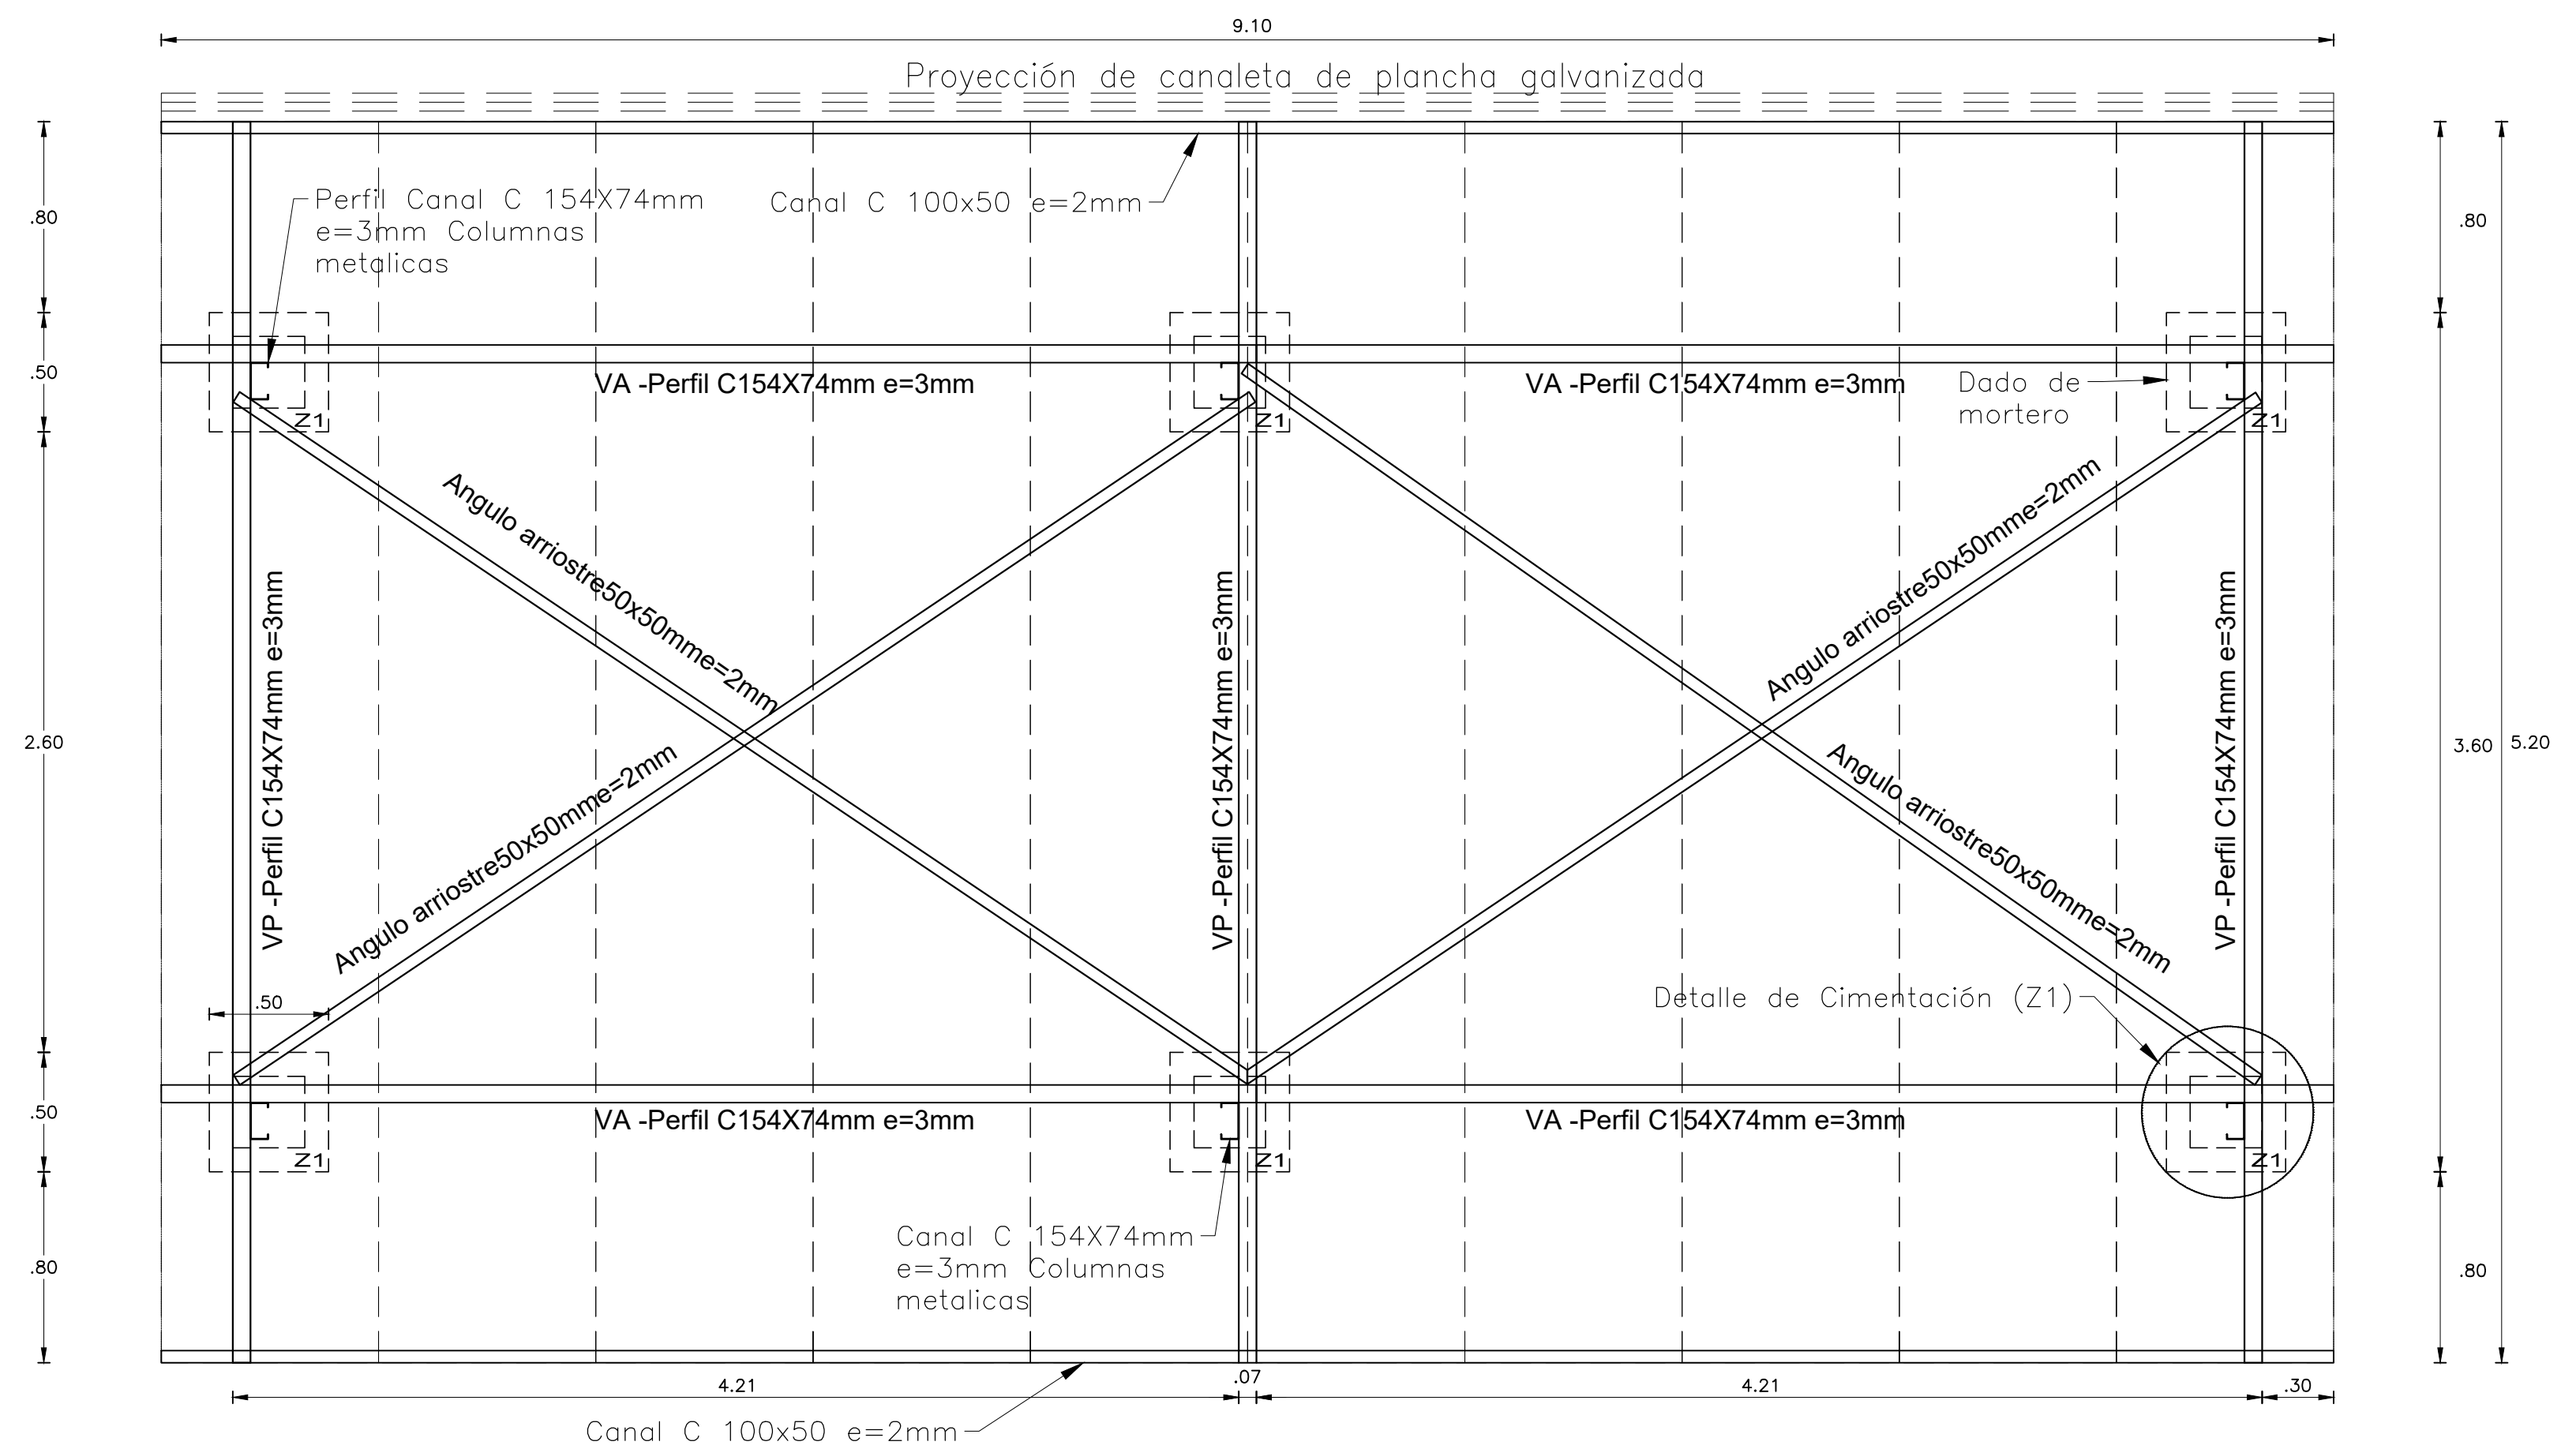 9.10
Proyección de canaleta de plancha galvanizada
Perfil Canal C 154X74mm
e=3mm Columnas
metalicas
Canal C 100x50 e=2mm
.80
.80
.50
VA -Perfil C154X74mm e=3mm
VA -Perfil C154X74mm e=3mm
Dado de
mortero
Z1
Z1
Z1
Angulo arriostre50x50mme=2mm
Angulo arriostre50x50mme=2mm
VP -Perfil C154X74mm e=3mm
VP -Perfil C154X74mm e=3mm
VP -Perfil C154X74mm e=3mm
2.60
3.60
5.20
Angulo arriostre50x50mme=2mm
Angulo arriostre50x50mme=2mm
.50
Detalle de Cimentación (Z1)
.50
VA -Perfil C154X74mm e=3mm
VA -Perfil C154X74mm e=3mm
Z1
Z1
Z1
Canal C 154X74mm
e=3mm Columnas
metalicas
.80
.80
4.21
.07
4.21
.30
Canal C 100x50 e=2mm